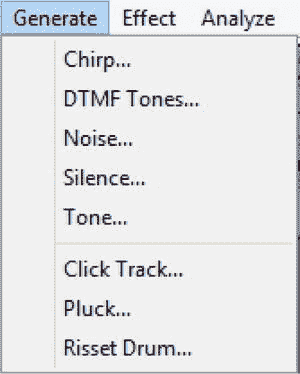 Generate Effect Analyze
Chirp...
DTMF Tones...
Noise...
Silence...
Tone...
Click Track...
Pluck...
Risset Drum...